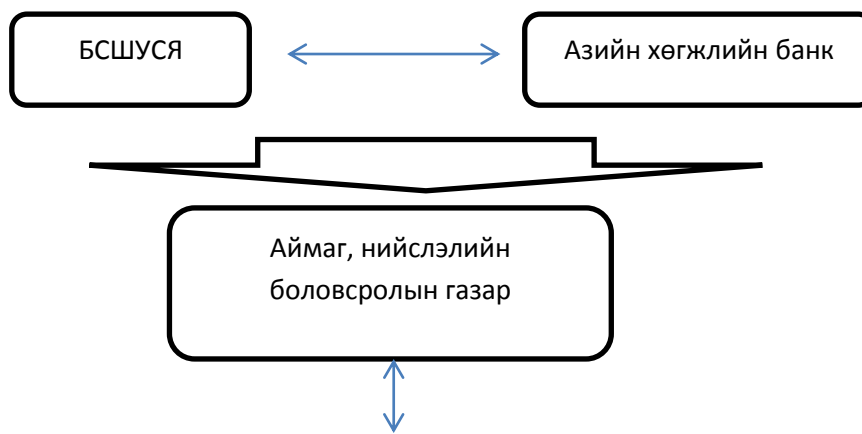 БСШУСЯ
Азийн хөгжлийн банк
Аймаг, нийслэлийн
боловсролын газар